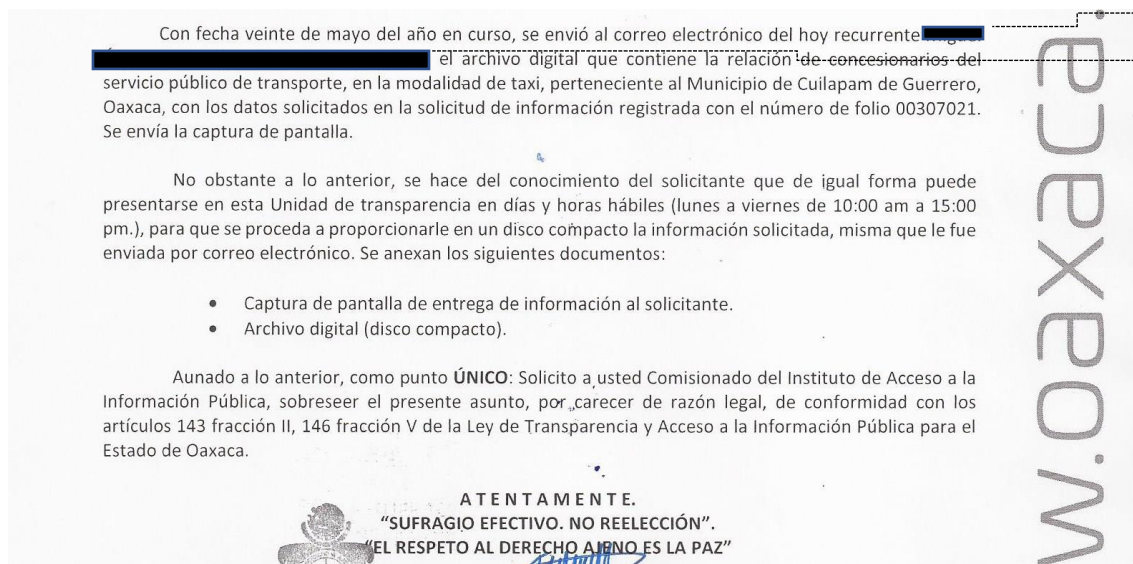 Con fecha veinte de mayo del año en curso, se envió al correo electrónico del hoy recurrente
el archivo digital que contiene la relación de concesionarios del
servicio público de transporte, en la modalidad de taxi, perteneciente al Municipio de Cuilapam de Guerrero,
Oaxaca, con los datos solicitados en la solicitud de información registrada con el número de folio 00307021.
Se envía la captura de pantalla.
No obstante a lo anterior, se hace del conocimiento del solicitante que de igual forma puede
presentarse en esta Unidad de transparencia en días y horas hábiles (lunes a viernes de 10:00 am a 15:00
pm.), para que se proceda a proporcionarle en un disco compacto la información solicitada, misma que le fue
enviada por correo electrónico. Se anexan los siguientes documentos:
• Captura de pantalla de entrega de información al solicitante.
• Archivo digital (disco compacto).
Aunado a lo anterior, como punto ÚNICO: Solicito a usted Comisionado del Instituto de Acceso a la
Información Pública, sobreseer el presente asunto, por carecer de razón legal, de conformidad con los
artículos 143 fracción II, 146 fracción V de la Ley de Transparencia y Acceso a la Información Pública para el
Estado de Oaxaca.
A T E N T A M E N T E.
“SUFRAGIO EFECTIVO. NO REELECCIÓN”.
“EL RESPETO AL DERECHO AJENO ES LA PAZ”
w.oaxaca.